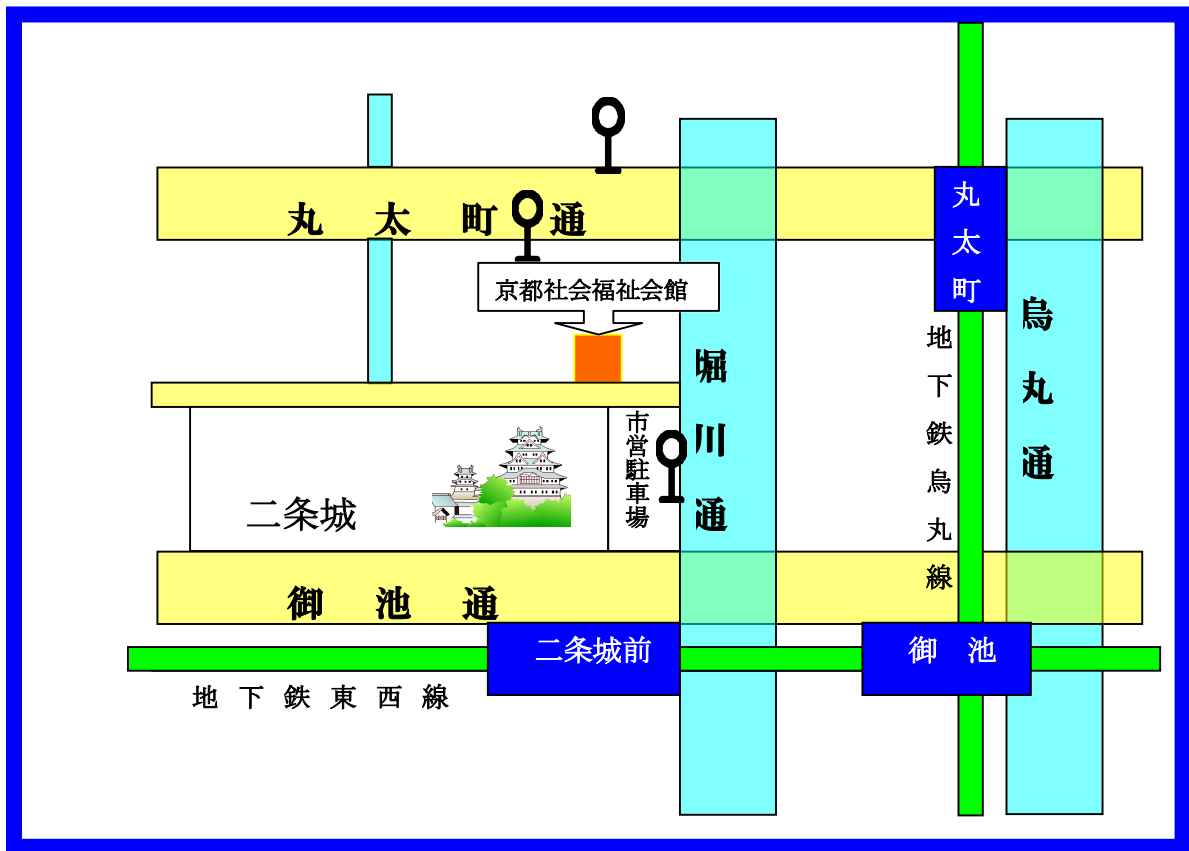 丸太町通
丸太町
京都社会福祉会館
烏丸通
堀川通
地下鉄烏丸線
市営駐車場
二条城
御池通
二条城前
御池
地下鉄東西線